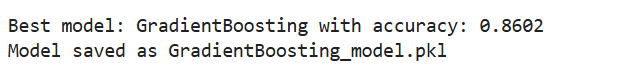 Best model: GradientBoosting with accuracy: 0.8602
Model saved as GradientBoosting_model.pkl